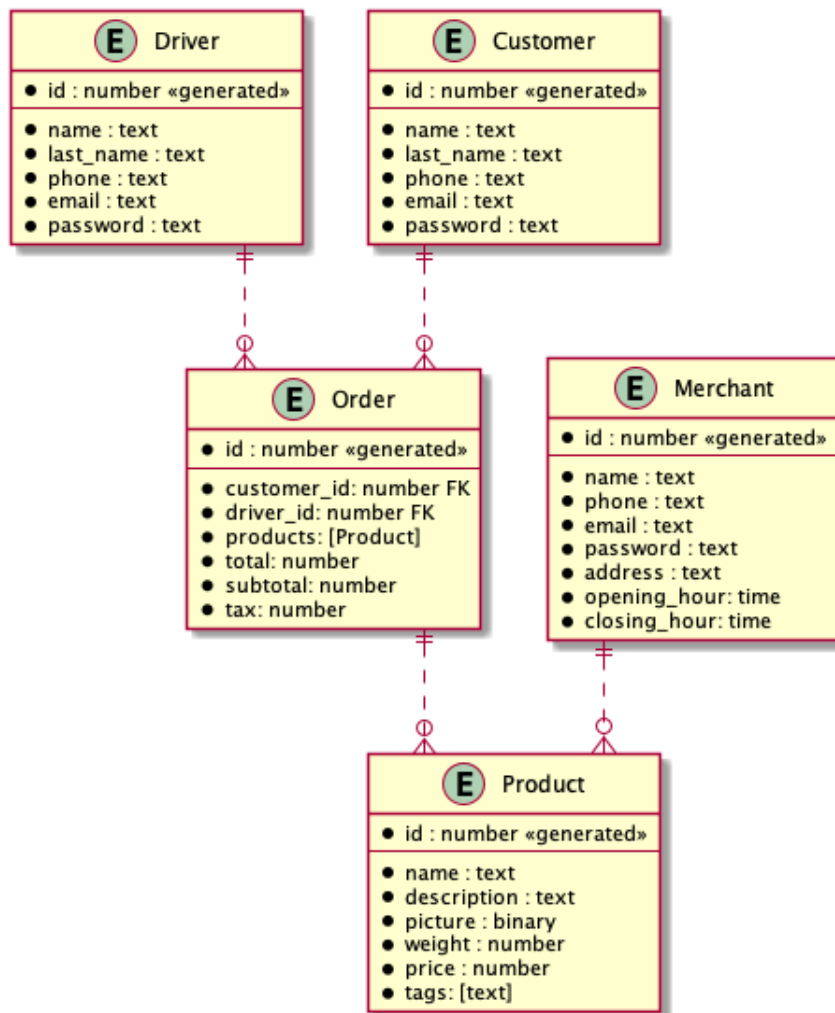 E Driver
id : number «generated»
name : text
last_name : text
phone : text
email : text
password : text
E Customer
id : number «generated»
name : text
last_name : text
phone : text
email : text
password : text
E Order
id : number «generated»
customer_id: number FK
driver_id: number FK
products: [Product]
total: number
subtotal: number
tax: number
E Merchant
id : number «generated»
name : text
phone : text
email : text
password : text
address : text
opening_hour: time
closing_hour: time
E Product
id : number «generated»
name : text
description : text
picture : binary
weight : number
price : number
tags: [text]